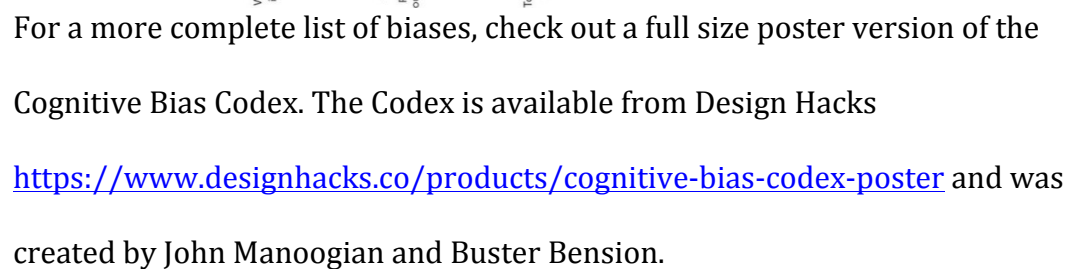 For a more complete list of biases, check out a full size poster version of the
Cognitive Bias Codex. The Codex is available from Design Hacks
https://www.designhacks.co/products/cognitive-bias-codex-poster and was
created by John Manoogian and Buster Bension.